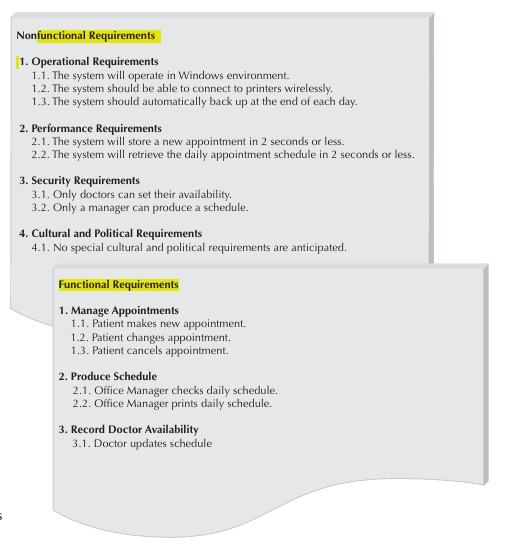 Nonfunctional Requirements
1. Operational Requirements
1.1. The system will operate in Windows environment.
1.2. The system should be able to connect to printers wirelessly.
1.3. The system should automatically back up at the end of each day.
2. Performance Requirements
2.1. The system will store a new appointment in 2 seconds or less.
2.2. The system will retrieve the daily appointment schedule in 2 seconds or less.
3. Security Requirements
3.1. Only doctors can set their availability.
3.2. Only a manager can produce a schedule.
4. Cultural and Political Requirements
4.1. No special cultural and political requirements are anticipated.
Functional Requirements
1. Manage Appointments
1.1. Patient makes new appointment.
1.2. Patient changes appointment.
1.3. Patient cancels appointment.
2. Produce Schedule
2.1. Office Manager checks daily schedule.
2.2. Office Manager prints daily schedule.
3. Record Doctor Availability
3.1. Doctor updates schedule
s